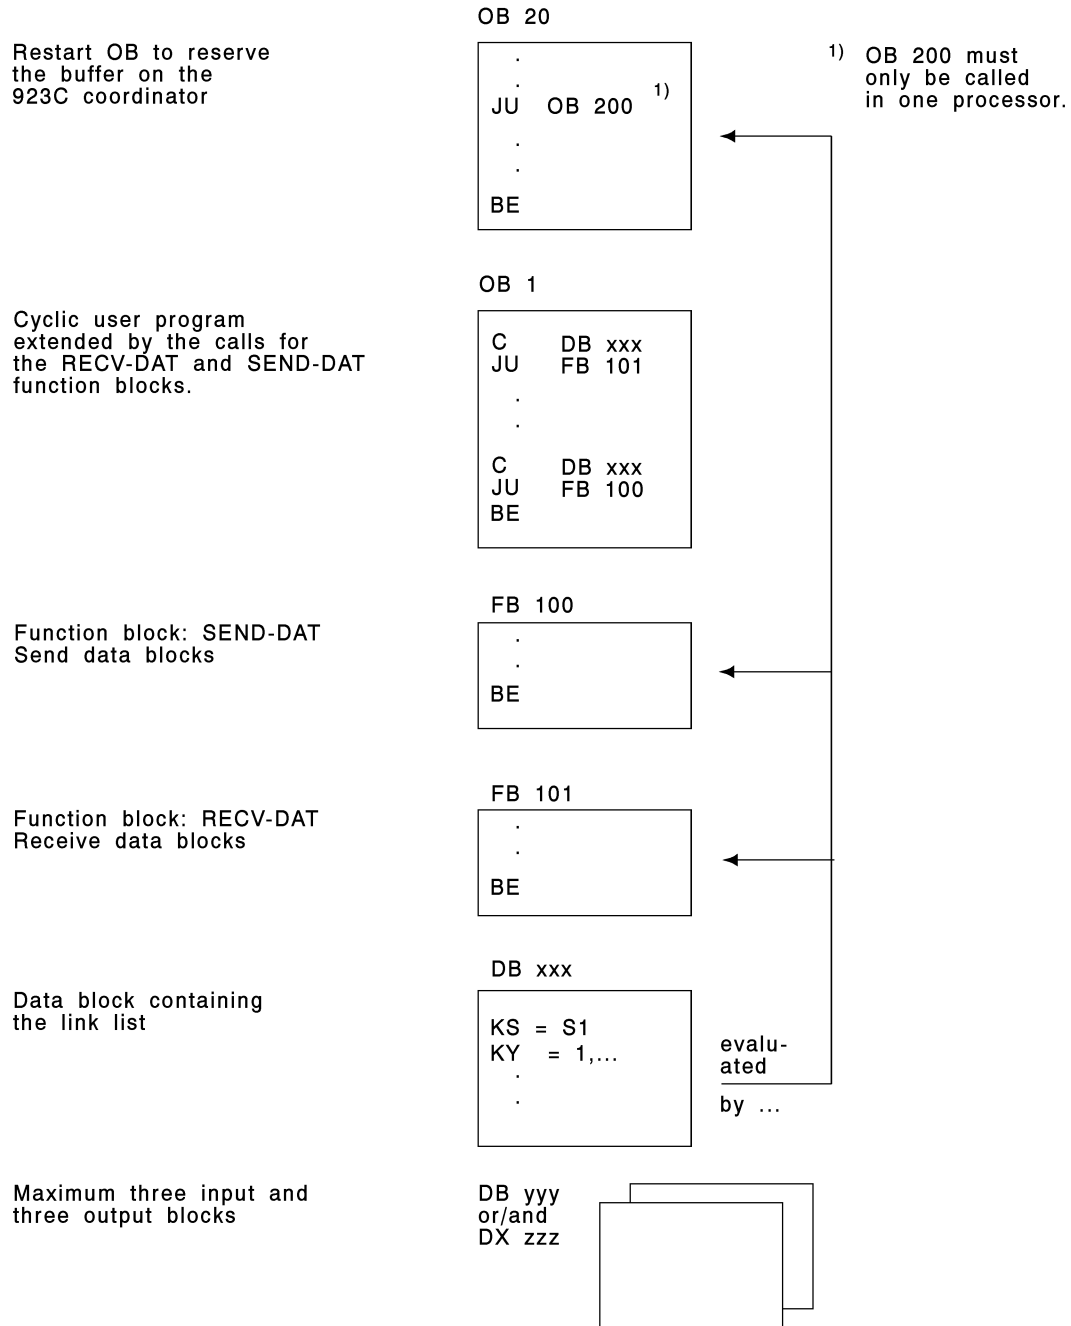 OB 20
Restart OB to reserve
the buffer on the
923C coordinator
.
.
JU OB 200 1)
.
.
BE
1) OB 200 must
only be called
in one processor.
OB 1
Cyclic user program
extended by the calls for
the RECV-DAT and SEND-DAT
function blocks.
C DB xxx
JU FB 101
.
.
C DB xxx
JU FB 100
BE
FB 100
Function block: SEND-DAT
Send data blocks
.
.
BE
FB 101
Function block: RECV-DAT
Receive data blocks
.
.
BE
DB xxx
Data block containing
the link list
KS = S1
KY = 1,...
.
.
evalu-
ated
by ...
Maximum three input and
three output blocks
DB yyy
or/and
DX zzz